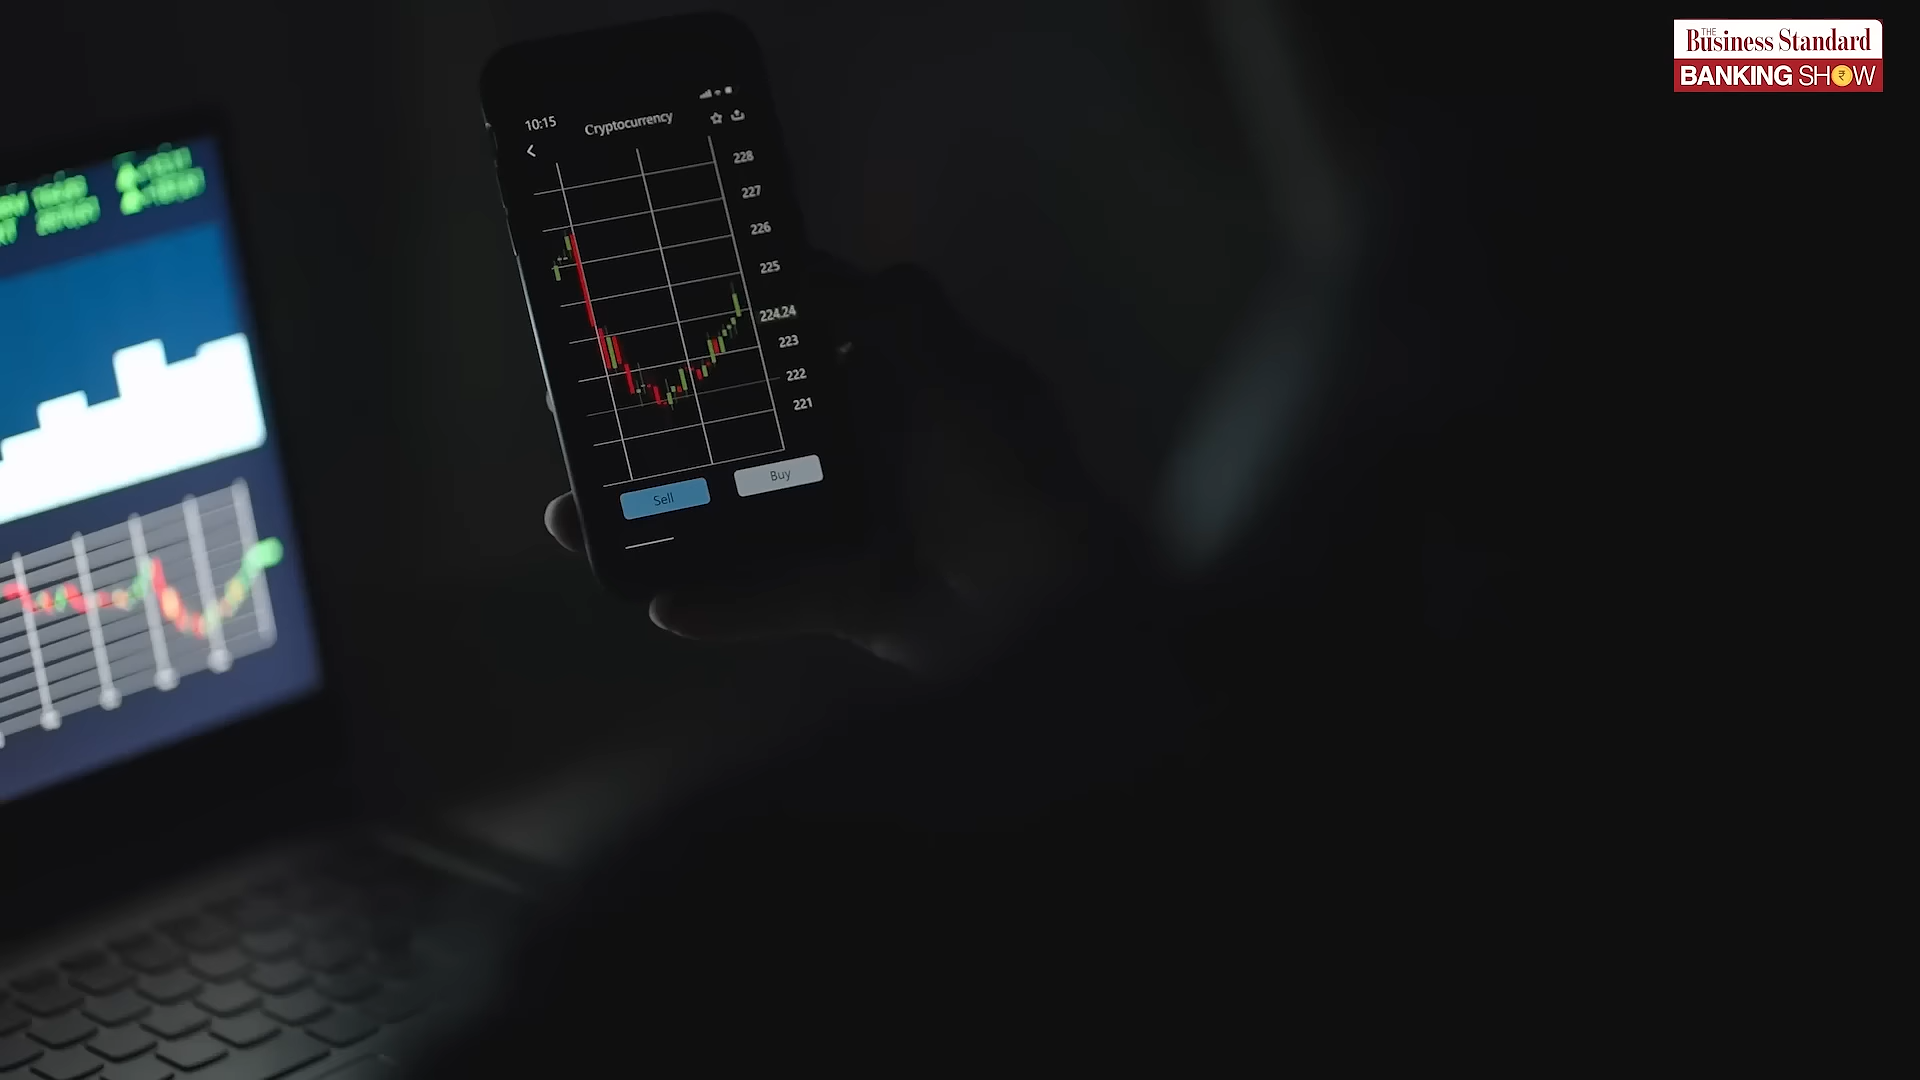 THE
Business Standard
BANKING SHOW
10:15
Cryptocurrency
228
227
226
225
224.24
223
222
221
Sell
Buy